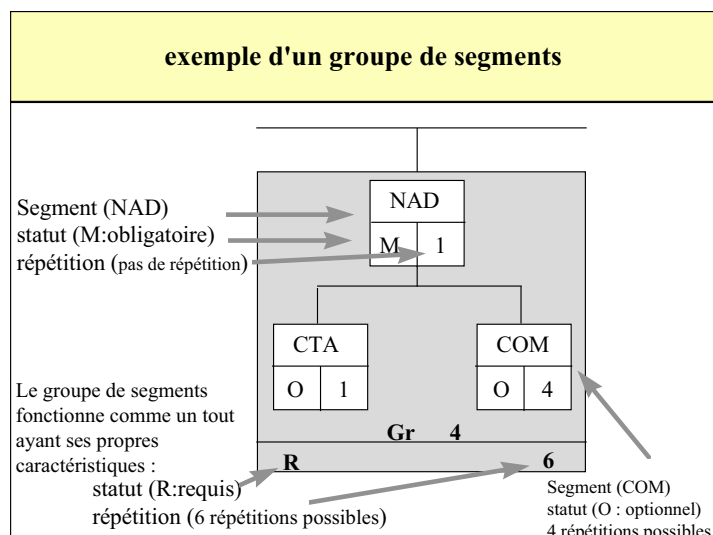 exemple d'un groupe de segments
Segment (NAD)
statut (M:obligatoire)
répétition (pas de répétition)
NAD
M 1
CTA
O 1
COM
O 4
Le groupe de segments
fonctionne comme un tout
ayant ses propres
caractéristiques :
statut (R:requis)
répétition (6 répétitions possibles)
Gr 4
R 6
Segment (COM)
statut (O : optionnel)
4 répétitions possibles